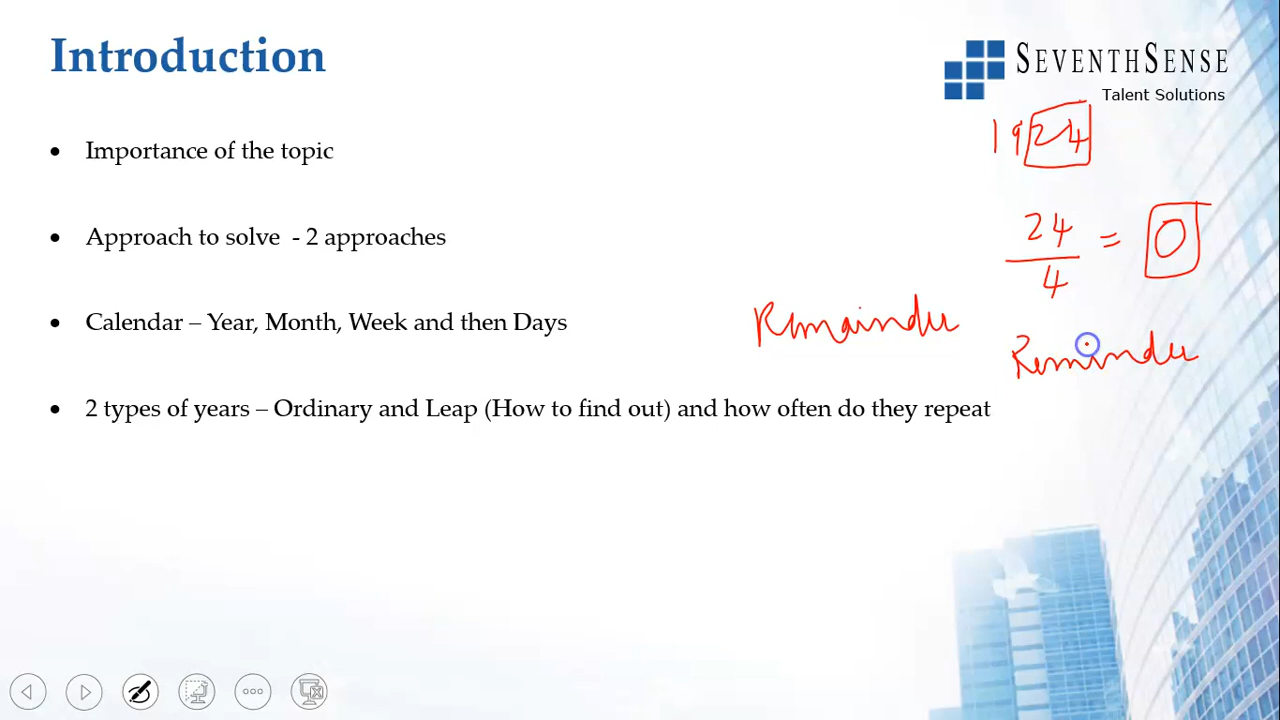 Introduction
SEVENTHSENSE
Talent Solutions
1924
• Importance of the topic
24
4
= 0
• Approach to solve - 2 approaches
• Calendar – Year, Month, Week and then Days
Remainder
Reminder
• 2 types of years – Ordinary and Leap (How to find out) and how often do they repeat